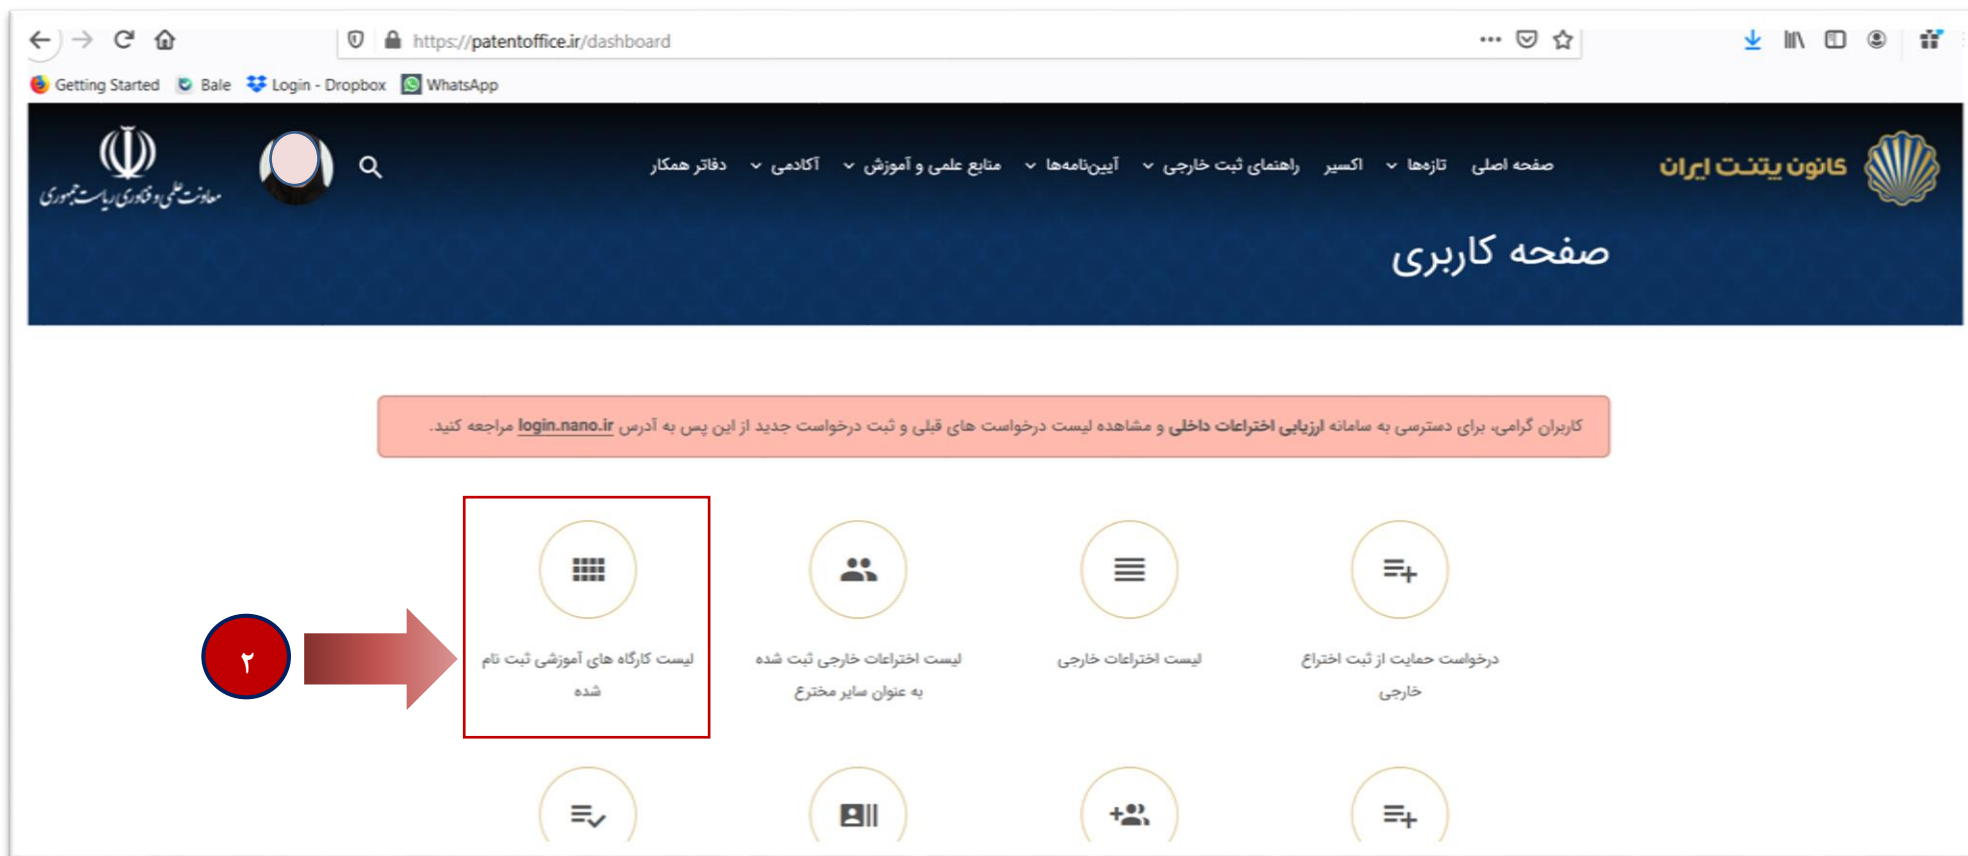 https://patentoffice.ir/dashboard
Getting Started Bale Login - Dropbox WhatsApp
کانون پتنت ایران
صفحه اصلی تازه‌ها اکسیر راهنمای ثبت خارجی آیین‌نامه‌ها منابع علمی و آموزش آکادمی دفاتر همکار
معاونت علمی و فناوری ریاست جمهوری
صفحه کاربری
کاربران گرامی، برای دسترسی به سامانه ارزیابی اختراعات داخلی و مشاهده لیست درخواست های قبلی و ثبت درخواست جدید از این پس به آدرس login.nano.ir مراجعه کنید.
درخواست حمایت از ثبت اختراع
خارجی
لیست اختراعات خارجی
لیست اختراعات خارجی ثبت شده
به عنوان سایر مخترع
لیست کارگاه های آموزشی ثبت نام
شده
۲